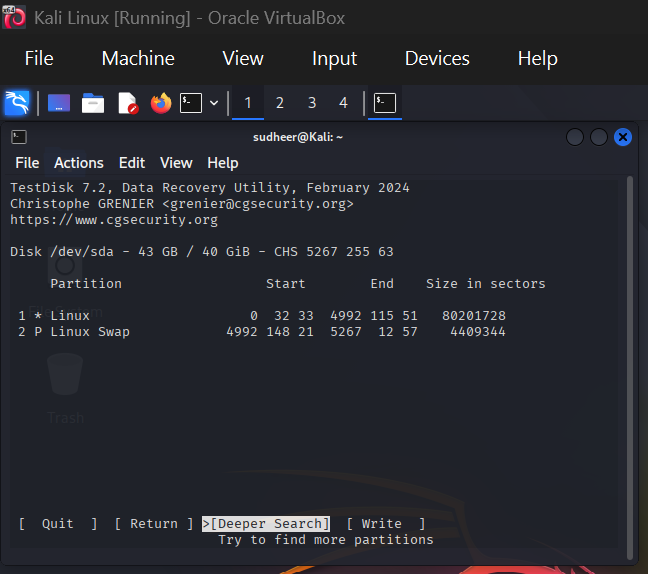 x64
Kali Linux [Running] - Oracle VirtualBox
File Machine View Input Devices Help
1 2 3 4
sudheer@Kali: ~
File Actions Edit View Help
TestDisk 7.2, Data Recovery Utility, February 2024
Christophe GRENIER <grenier@cgsecurity.org>
https://www.cgsecurity.org
Disk /dev/sda - 43 GB / 40 GiB - CHS 5267 255 63
Partition Start End Size in sectors
1 * Linux 0 32 33 4992 115 51 80201728
2 P Linux Swap 4992 148 21 5267 12 57 4409344
Trash
[ Quit ] [ Return ] >[Deeper Search] [ Write ]
Try to find more partitions